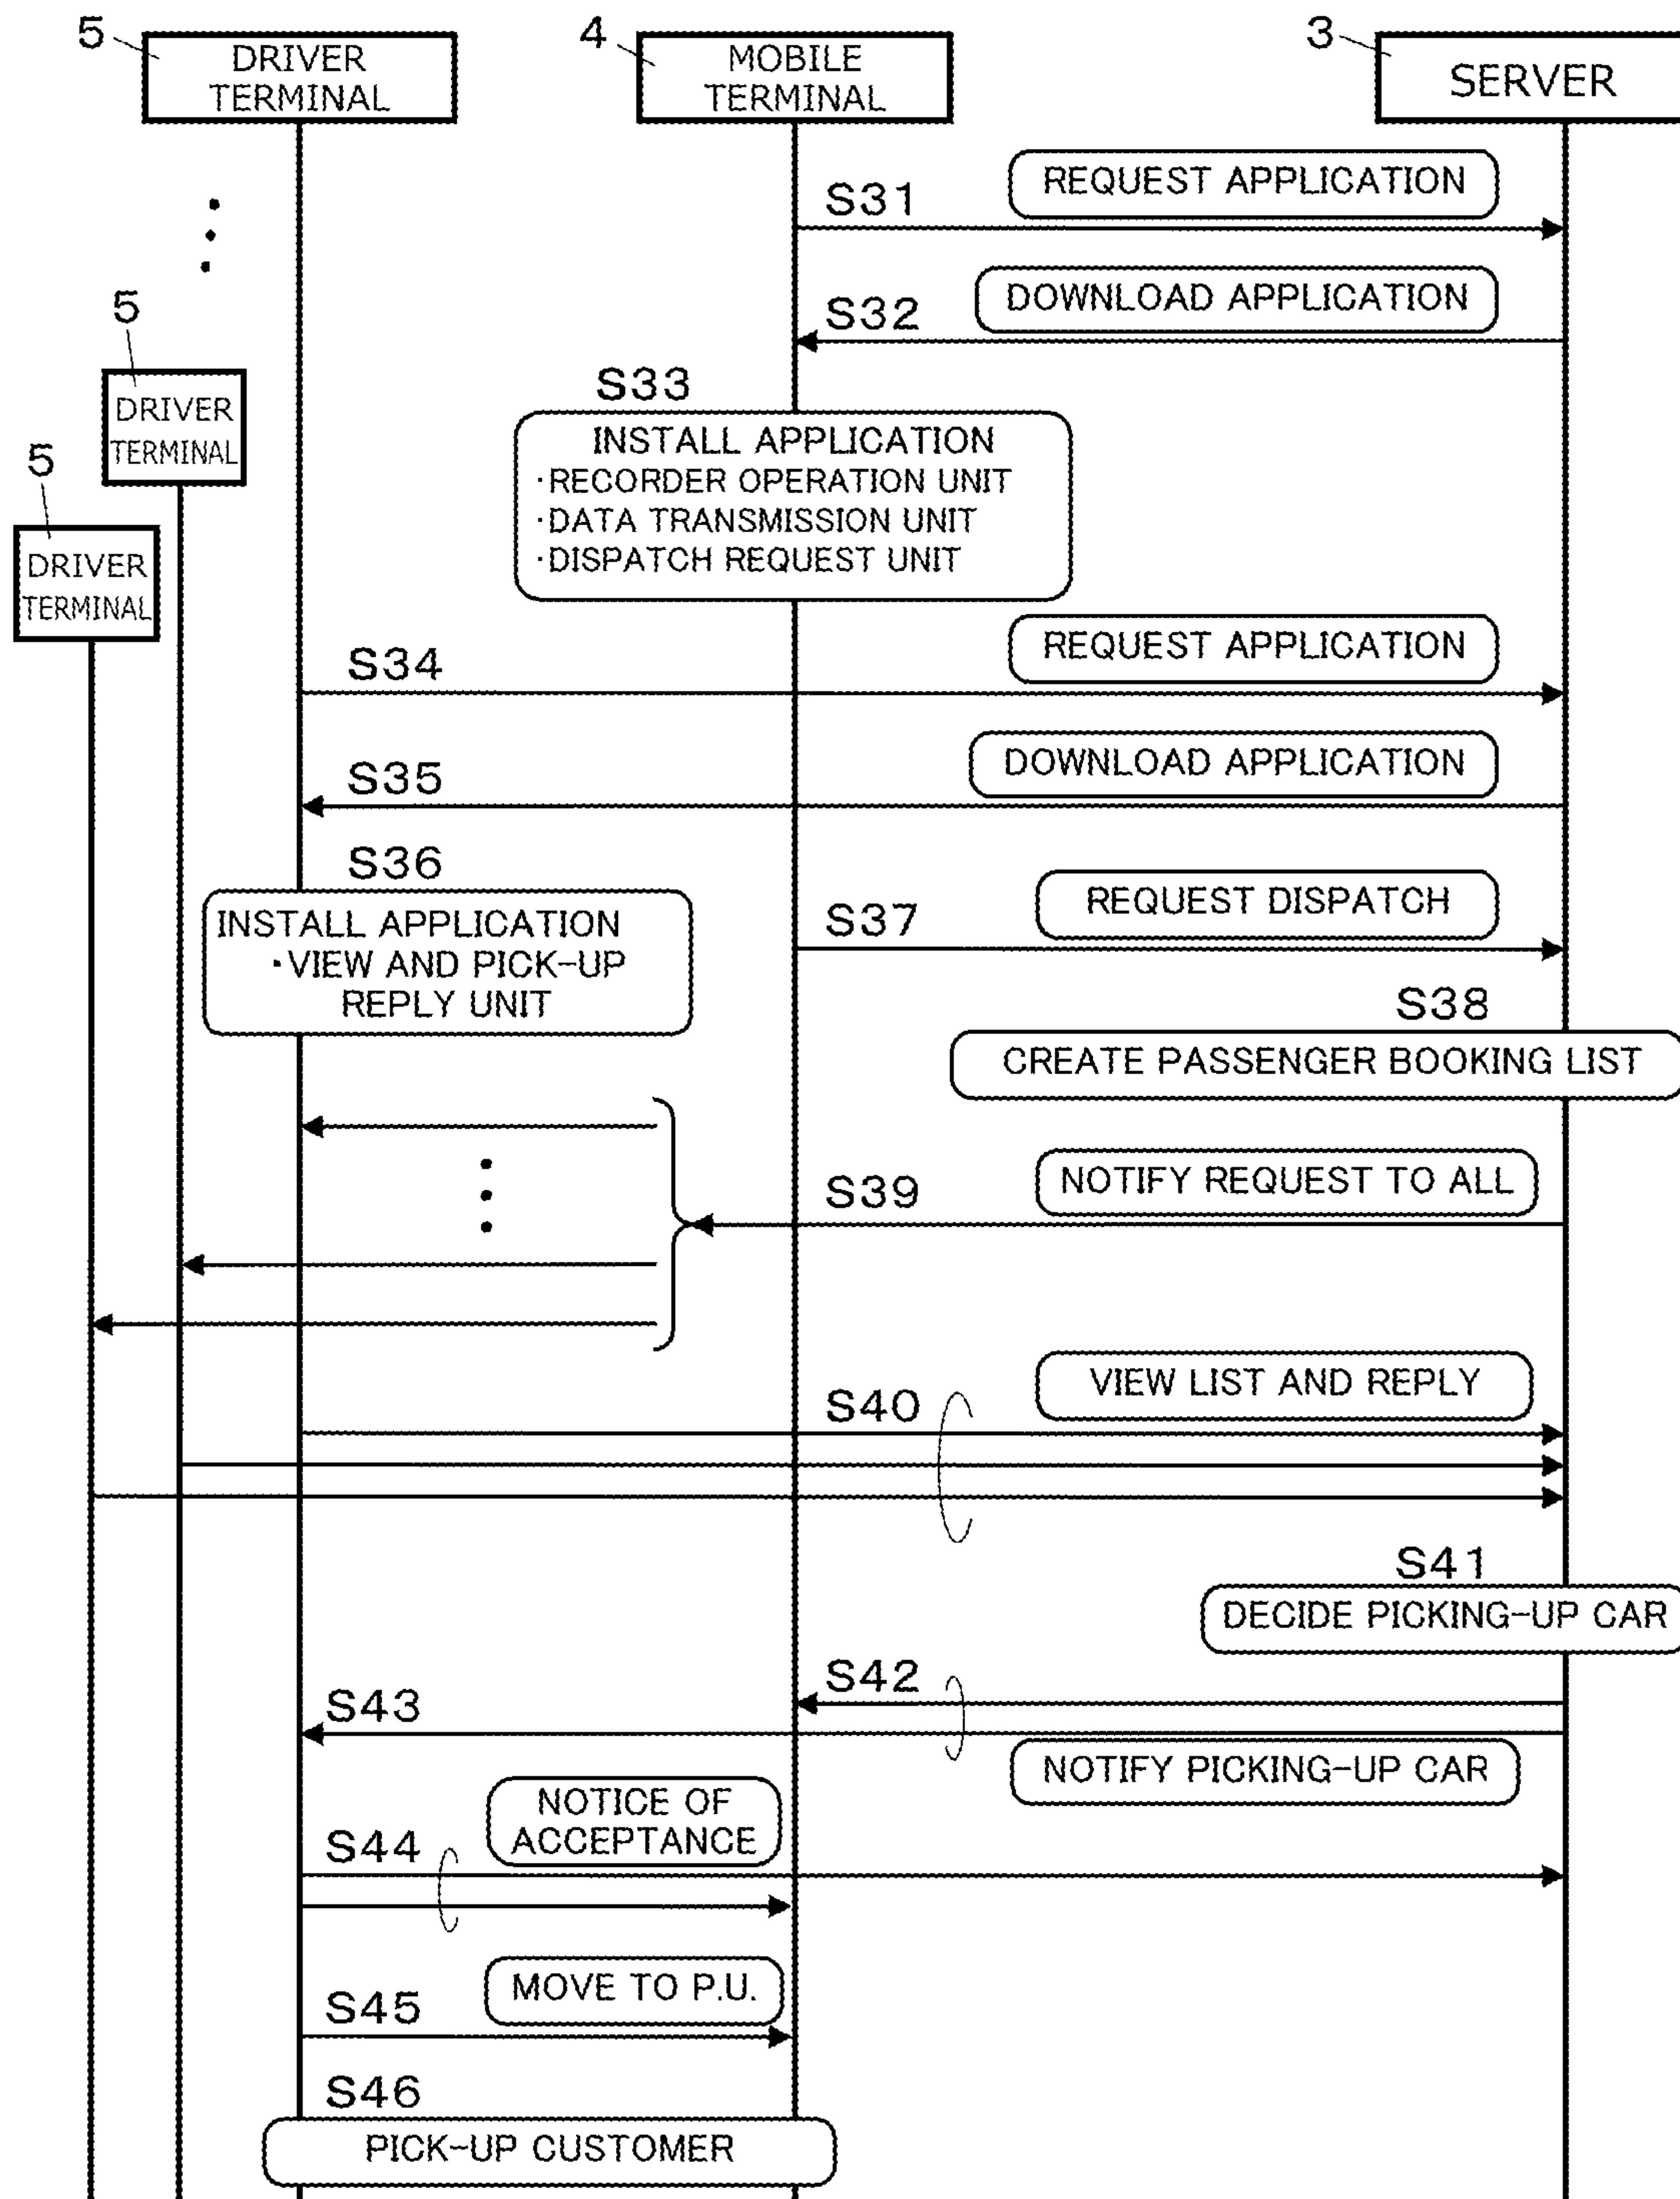 5
DRIVER
TERMINAL
4
MOBILE
TERMINAL
3
SERVER
S31
REQUEST APPLICATION
S32
DOWNLOAD APPLICATION
5
DRIVER
TERMINAL
5
DRIVER
TERMINAL
S33
INSTALL APPLICATION
・RECORDER OPERATION UNIT
・DATA TRANSMISSION UNIT
・DISPATCH REQUEST UNIT
S34
REQUEST APPLICATION
S35
DOWNLOAD APPLICATION
S36
INSTALL APPLICATION
・VIEW AND PICK-UP
REPLY UNIT
S37
REQUEST DISPATCH
S38
CREATE PASSENGER BOOKING LIST
S39
NOTIFY REQUEST TO ALL
S40
VIEW LIST AND REPLY
S41
DECIDE PICKING-UP CAR
S42
S43
NOTIFY PICKING-UP CAR
NOTICE OF
ACCEPTANCE
S44
MOVE TO P.U.
S45
S46
PICK-UP CUSTOMER